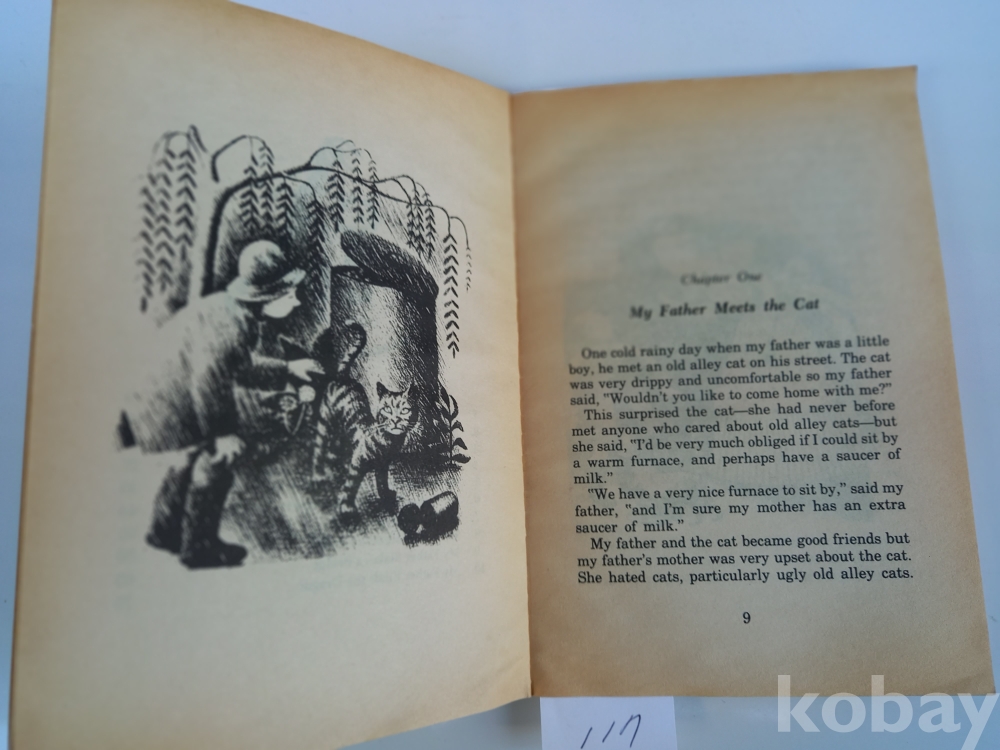 Chapter One
My Father Meets the Cat
One cold rainy day when my father was a little
boy, he met an old alley cat on his street. The cat
was very drippy and uncomfortable so my father
said, "Wouldn't you like to come home with me?"
This surprised the cat—she had never before
met anyone who cared about old alley cats—but
she said, "I'd be very much obliged if I could sit by
a warm furnace, and perhaps have a saucer of
milk."
"We have a very nice furnace to sit by," said my
father, "and I'm sure my mother has an extra
saucer of milk."
My father and the cat became good friends but
my father's mother was very upset about the cat.
She hated cats, particularly ugly old alley cats.
9
117
kobay